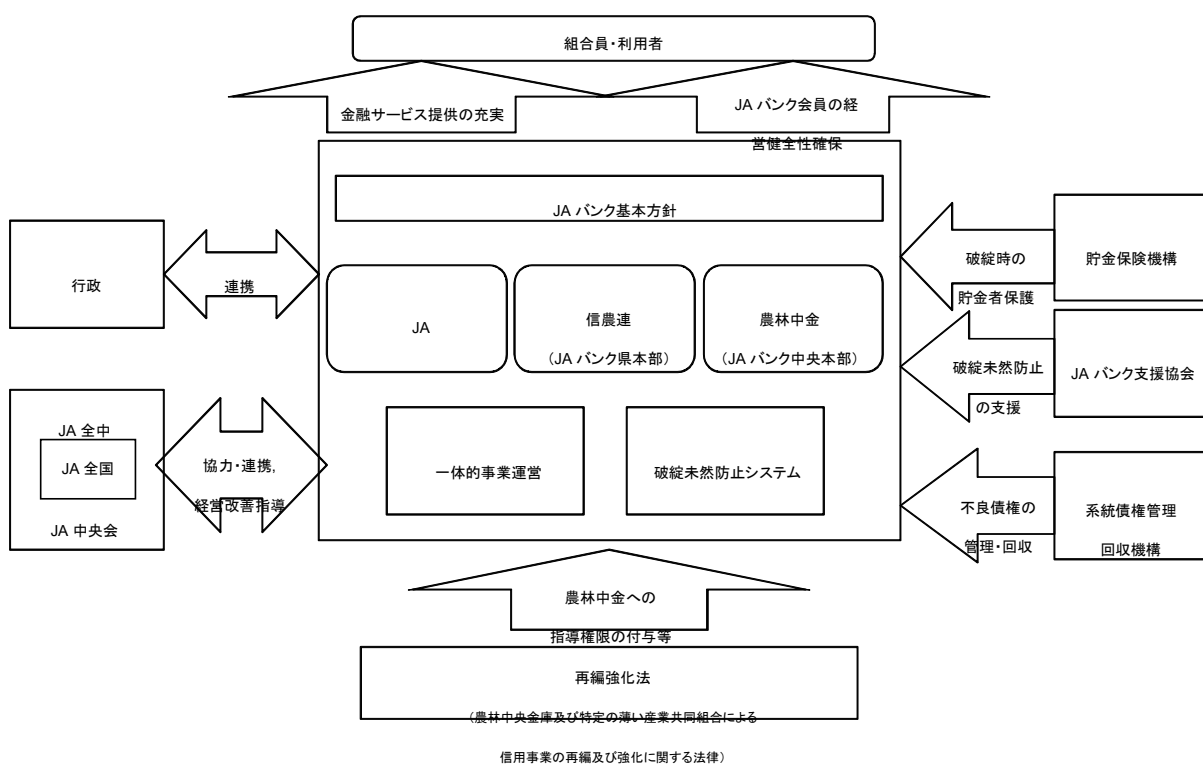 組合員・利用者
金融サービス提供の充実
JA バンク会員の経
営健全性確保
JA バンク基本方針
行政
連携
JA
信農連
（JA バンク県本部）
農林中金
（JA バンク中央本部）
破綻時の
貯金者保護
貯金保険機構
破綻未然防止
の支援
JA バンク支援協会
JA 全中
JA 全国
JA 中央会
協力・連携,
経営改善指導
一体的事業運営
破綻未然防止システム
不良債権の
管理・回収
系統債権管理
回収機構
農林中金への
指導権限の付与等
再編強化法
（農林中央金庫及び特定の薄い産業共同組合による
信用事業の再編及び強化に関する法律）